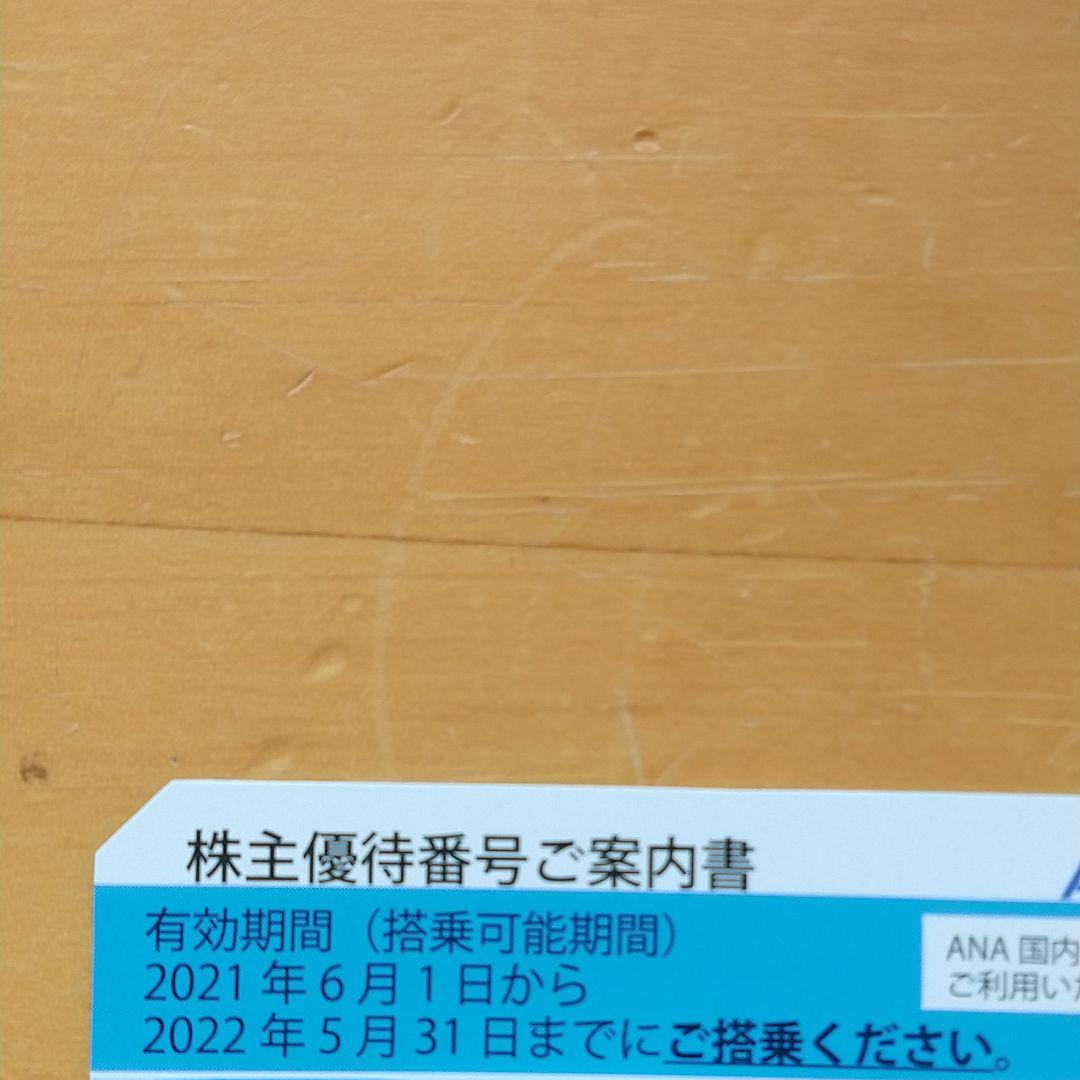 株主優待番号ご案内書
有効期間（搭乗可能期間）
2021年6月1日から
2022年5月31日までにご搭乗ください。
ANA国内
ご利用い